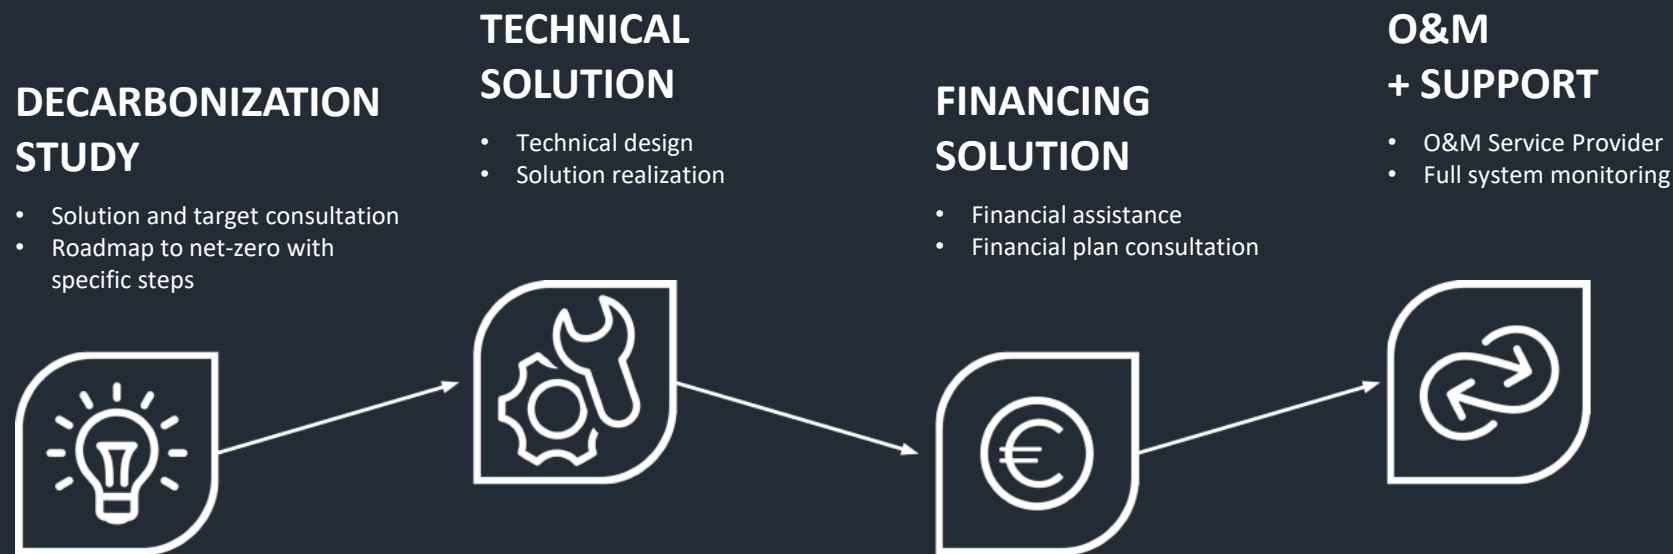 DECARBONIZATION
STUDY
• Solution and target consultation
• Roadmap to net-zero with
specific steps
TECHNICAL
SOLUTION
• Technical design
• Solution realization
FINANCING
SOLUTION
• Financial assistance
• Financial plan consultation
O&M
+ SUPPORT
• O&M Service Provider
• Full system monitoring
€